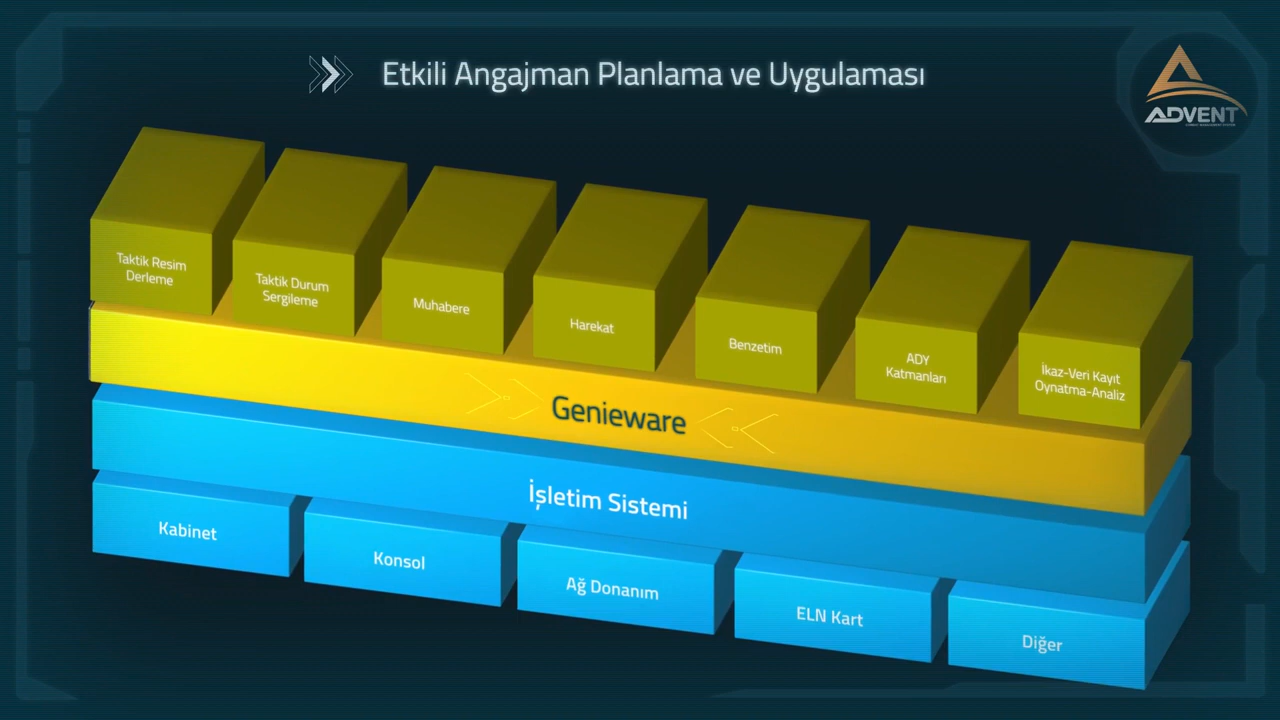 Etkili Angajman Planlama ve Uygulaması
ADVENT
Taktik Resim
Derleme
Taktik Durum
Sergileme
Muhabere
Harekat
Benzetim
ADY
Katmanları
İkaz-Veri Kayıt
Oynatma-Analiz
Genieware
İşletim Sistemi
Kabinet
Konsol
Ağ Donanım
ELN Kart
Diğer